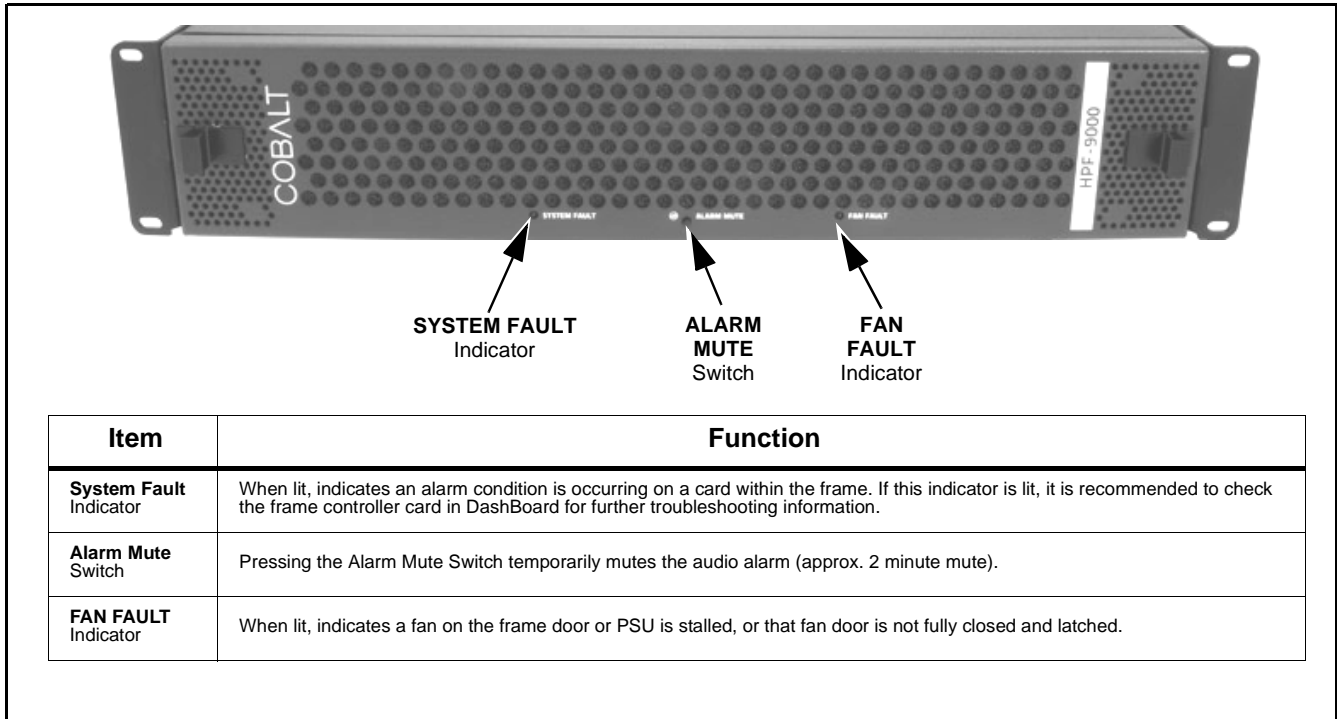 COBALT
HPF-9000
SYSTEM FAULT
ALARM MUTE
FAN FAULT
SYSTEM FAULT
Indicator
ALARM
MUTE
Switch
FAN
FAULT
Indicator
Item
Function
System Fault
Indicator
When lit, indicates an alarm condition is occurring on a card within the frame. If this indicator is lit, it is recommended to check
the frame controller card in DashBoard for further troubleshooting information.
Alarm Mute
Switch
Pressing the Alarm Mute Switch temporarily mutes the audio alarm (approx. 2 minute mute).
FAN FAULT
Indicator
When lit, indicates a fan on the frame door or PSU is stalled, or that fan door is not fully closed and latched.